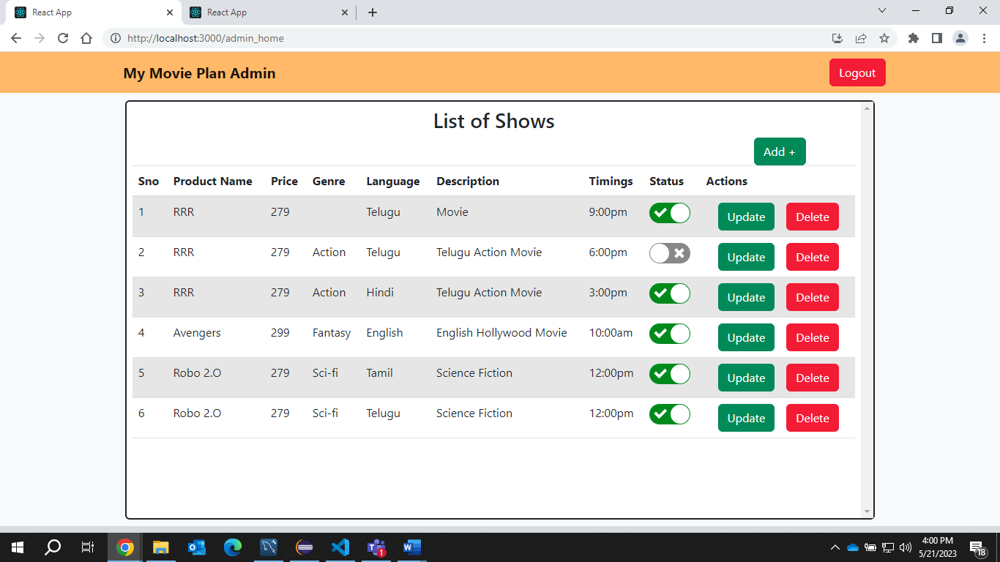 React App
React App
http://localhost:3000/admin_home
My Movie Plan Admin
Logout
List of Shows
Add +
Sno Product Name Price Genre Language Description Timings Status Actions
1 RRR 279 Telugu Movie 9:00pm Update Delete
2 RRR 279 Action Telugu Telugu Action Movie 6:00pm Update Delete
3 RRR 279 Action Hindi Telugu Action Movie 3:00pm Update Delete
4 Avengers 299 Fantasy English English Hollywood Movie 10:00am Update Delete
5 Robo 2.O 279 Sci-fi Tamil Science Fiction 12:00pm Update Delete
6 Robo 2.O 279 Sci-fi Telugu Science Fiction 12:00pm Update Delete
4:00 PM
5/21/2023
1
18